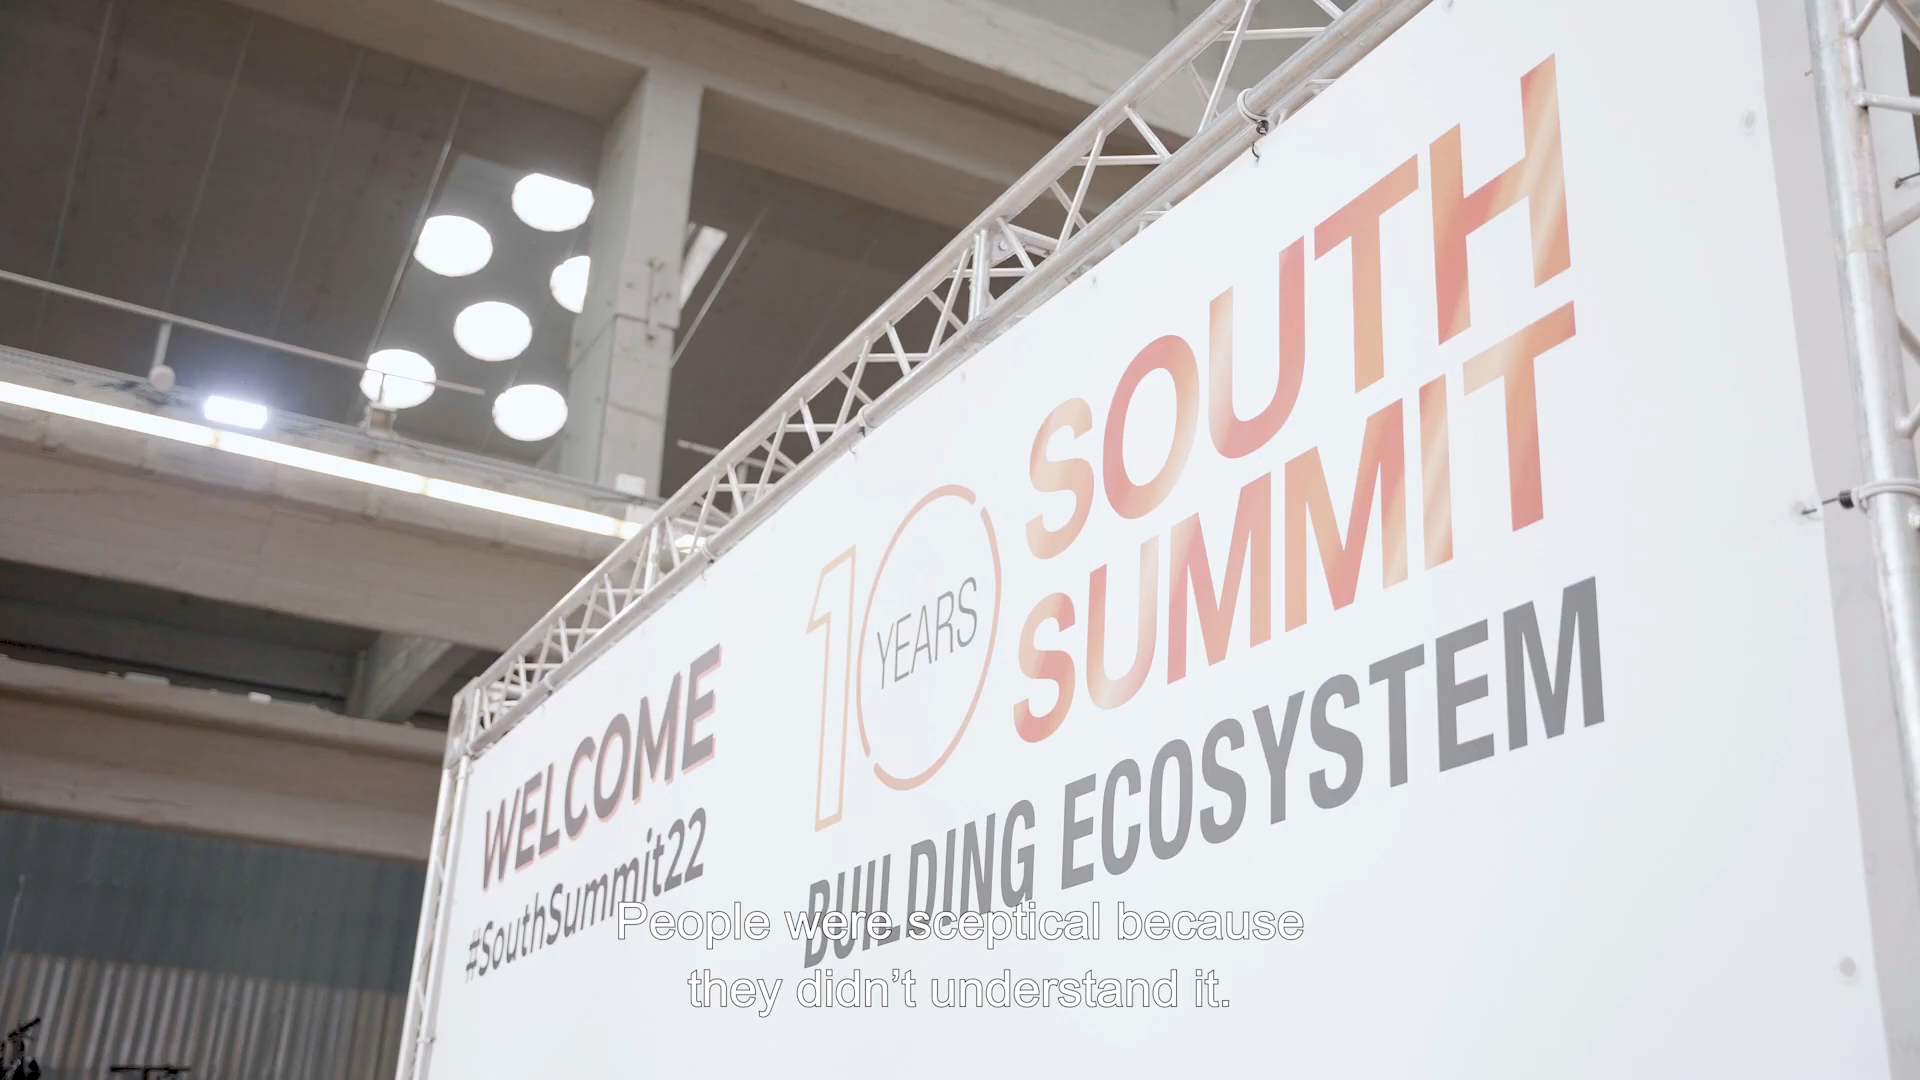 SOUTH
SUMMIT
10 YEARS
BUILDING ECOSYSTEM
WELCOME
#SouthSummit22
People were sceptical because
they didn’t understand it.